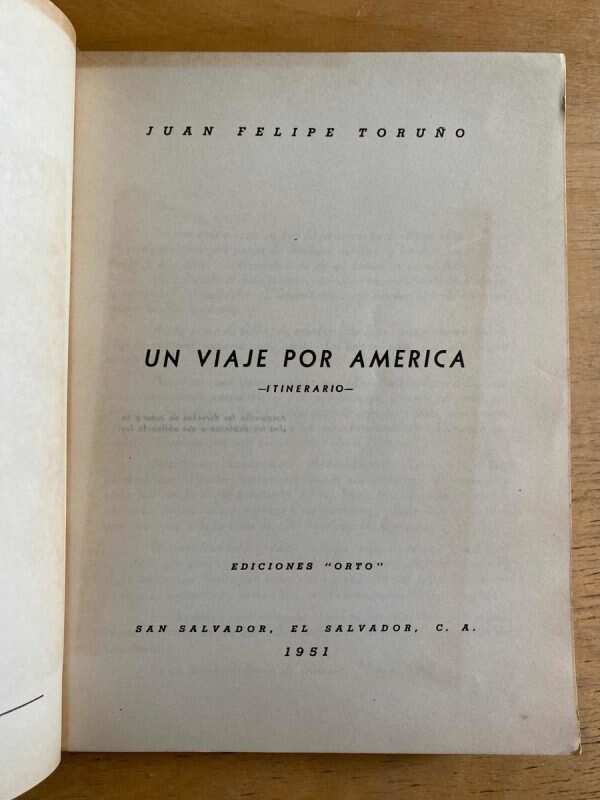 JUAN FELIPE TORUÑO
UN VIAJE POR AMERICA
—ITINERARIO—
EDICIONES "ORTO"
SAN SALVADOR, EL SALVADOR, C. A.
1951